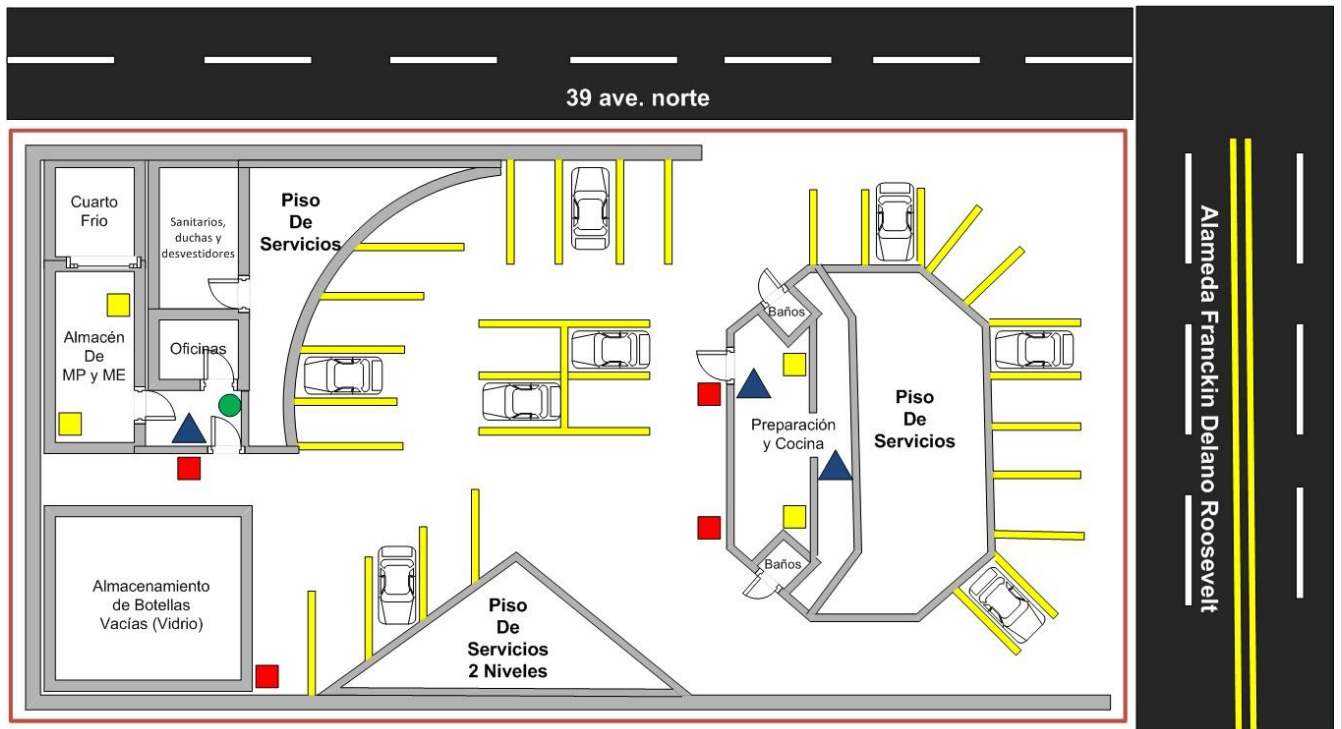 39 ave. norte
Cuarto
Frio
Sanitarios,
duchas y
desvestidores
Piso
De
Servicios
Almacén
De
MP y ME
Oficinas
Baños
Preparación
y Cocina
Piso
De
Servicios
Baños
Almacenamiento
de Botellas
Vacías (Vidrio)
Piso
De
Servicios
2 Niveles
Alameda Franckin Delano Roosevelt